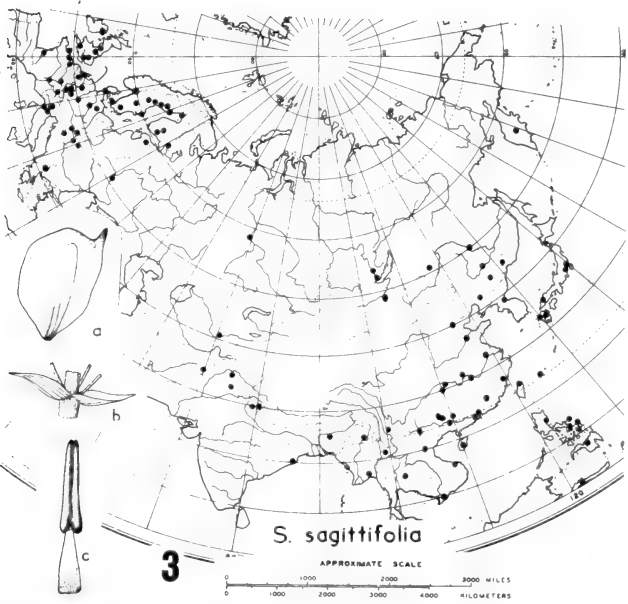 a
b
c
S. sagittifolia
3
120
APPROXIMATE SCALE
0 1000 2000 3000 MILES
0 1000 2000 3000 4000 KILOMETERS